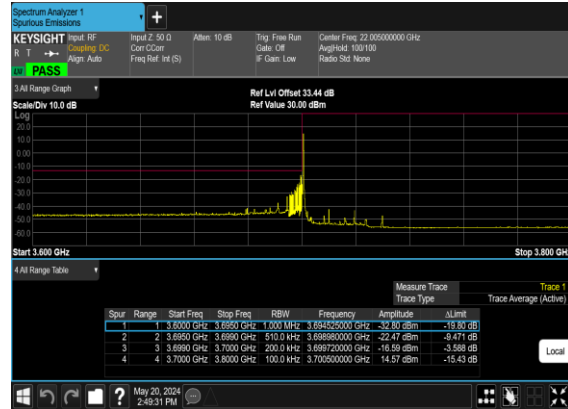 Spectrum Analyzer 1
Spurious Emissions
KEYSIGHT Input: RF Input Z: 50 Ω Atten: 10 dB Trig: Free Run Center Freq: 22.005000000 GHz
R T Coupling: DC Corr CCorr Gate: Off Avg|Hold: 100/100
Align: Auto Freq Ref: Int (S) IF Gain: Low Radio Std: None
PASS
3 All Range Graph Ref Lvl Offset 33.44 dB
Scale/Div 10.0 dB Ref Value 30.00 dBm
Log
20.0
10.0
0.00
-10.0
-20.0
-30.0
-40.0
-50.0
-60.0
Start 3.600 GHz Stop 3.800 GHz
4 All Range Table
Measure Trace Trace 1
Trace Type Trace Average (Active)
Spur Range Start Freq Stop Freq RBW Frequency Amplitude ΔLimit
1 1 3.6000 GHz 3.6950 GHz 1.000 MHz 3.694525000 GHz -32.80 dBm -19.80 dB
2 2 3.6950 GHz 3.6990 GHz 510.0 kHz 3.698980000 GHz -22.47 dBm -9.471 dB
3 3 3.6990 GHz 3.7000 GHz 200.0 kHz 3.699720000 GHz -16.59 dBm -3.588 dB
4 4 3.7000 GHz 3.8000 GHz 100.0 kHz 3.700500000 GHz 14.57 dBm -15.43 dB
Local
? May 20, 2024
2:49:31 PM